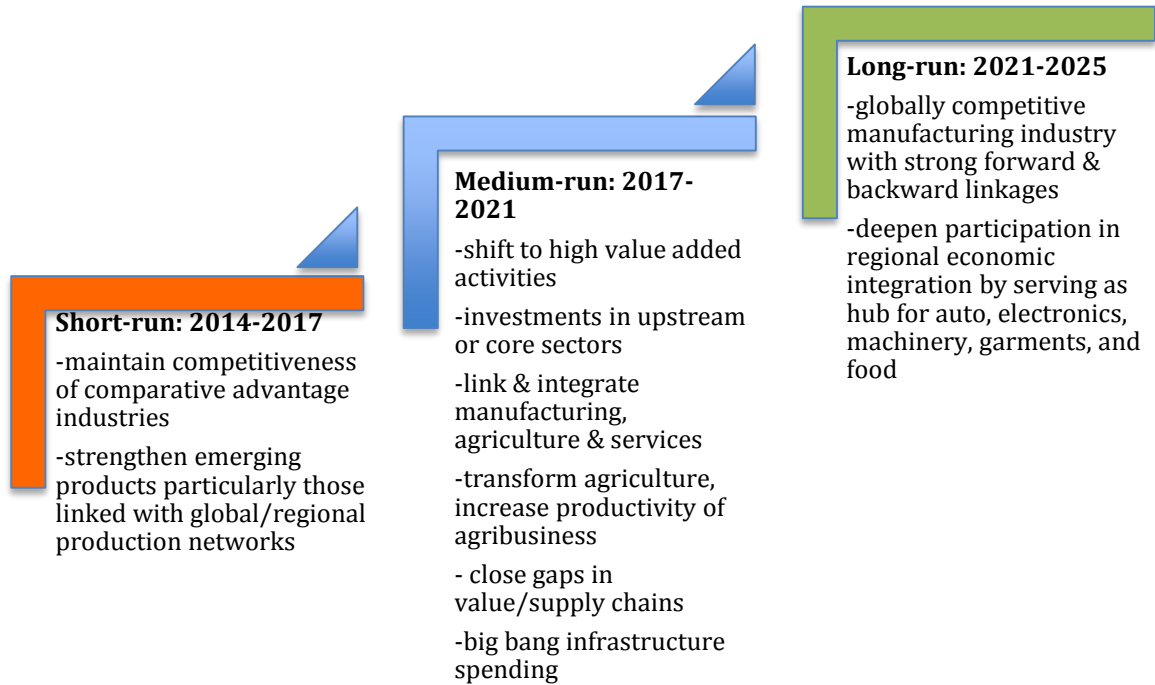 Short-run: 2014-2017
-maintain competitiveness
of comparative advantage
industries
-strengthen emerging
products particularly those
linked with global/regional
production networks
Medium-run: 2017-
2021
-shift to high value added
activities
-investments in upstream
or core sectors
-link & integrate
manufacturing,
agriculture & services
-transform agriculture,
increase productivity of
agribusiness
- close gaps in
value/supply chains
-big bang infrastructure
spending
Long-run: 2021-2025
-globally competitive
manufacturing industry
with strong forward &
backward linkages
-deepen participation in
regional economic
integration by serving as
hub for auto, electronics,
machinery, garments, and
food